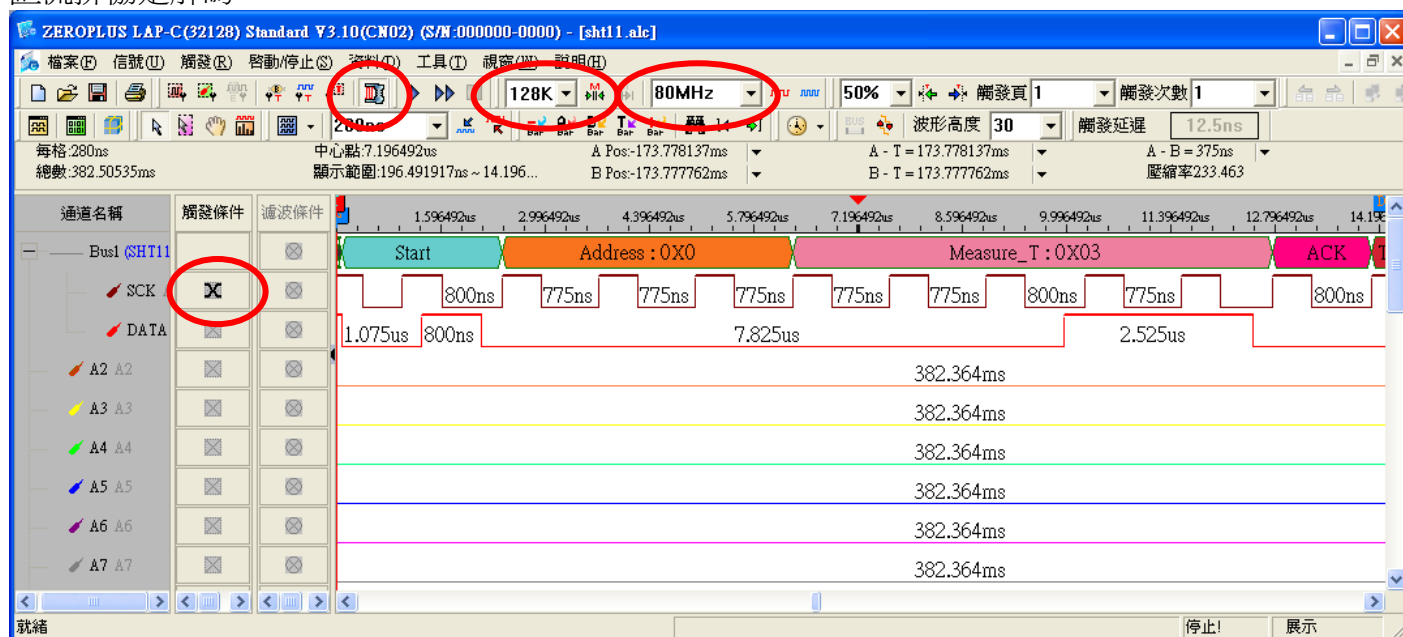 ZEROPLUS LAP-C(32128) Standard V3.10(CN02) (S/N:000000-0000) - [sht11.alc]
檔案(F) 信號(U) 觸發(R) 啓動/停止(S) 資料(D) 工具(T) 視窗(W) 說明(H)
128K 80MHz 50% 觸發頁 1 觸發次數 1
280ns Bar Bar Bar Bar Bar 波形高度 30 觸發延遲 12.5ns
每格:280ns 中心點:7.196492us A Pos:-173.778137ms A - T = 173.778137ms A - B = 375ns
總數:382.50535ms 顯示範圍:196.491917ns ~ 14.196... B Pos:-173.777762ms B - T = 173.777762ms 壓縮率233.463
通道名稱 觸發條件 濾波條件 1.596492us 2.996492us 4.396492us 5.796492us 7.196492us 8.596492us 9.996492us 11.396492us 12.796492us 14.196
Bus1 (SHT11 Start Address : 0X0 Measure_T : 0X03 ACK T
SCK 800ns 775ns 775ns 775ns 775ns 775ns 800ns 775ns 800ns
DATA 1.075us 800ns 7.825us 2.525us
A2 A2 382.364ms
A3 A3 382.364ms
A4 A4 382.364ms
A5 A5 382.364ms
A6 A6 382.364ms
A7 A7 382.364ms
就緒 停止! 展示